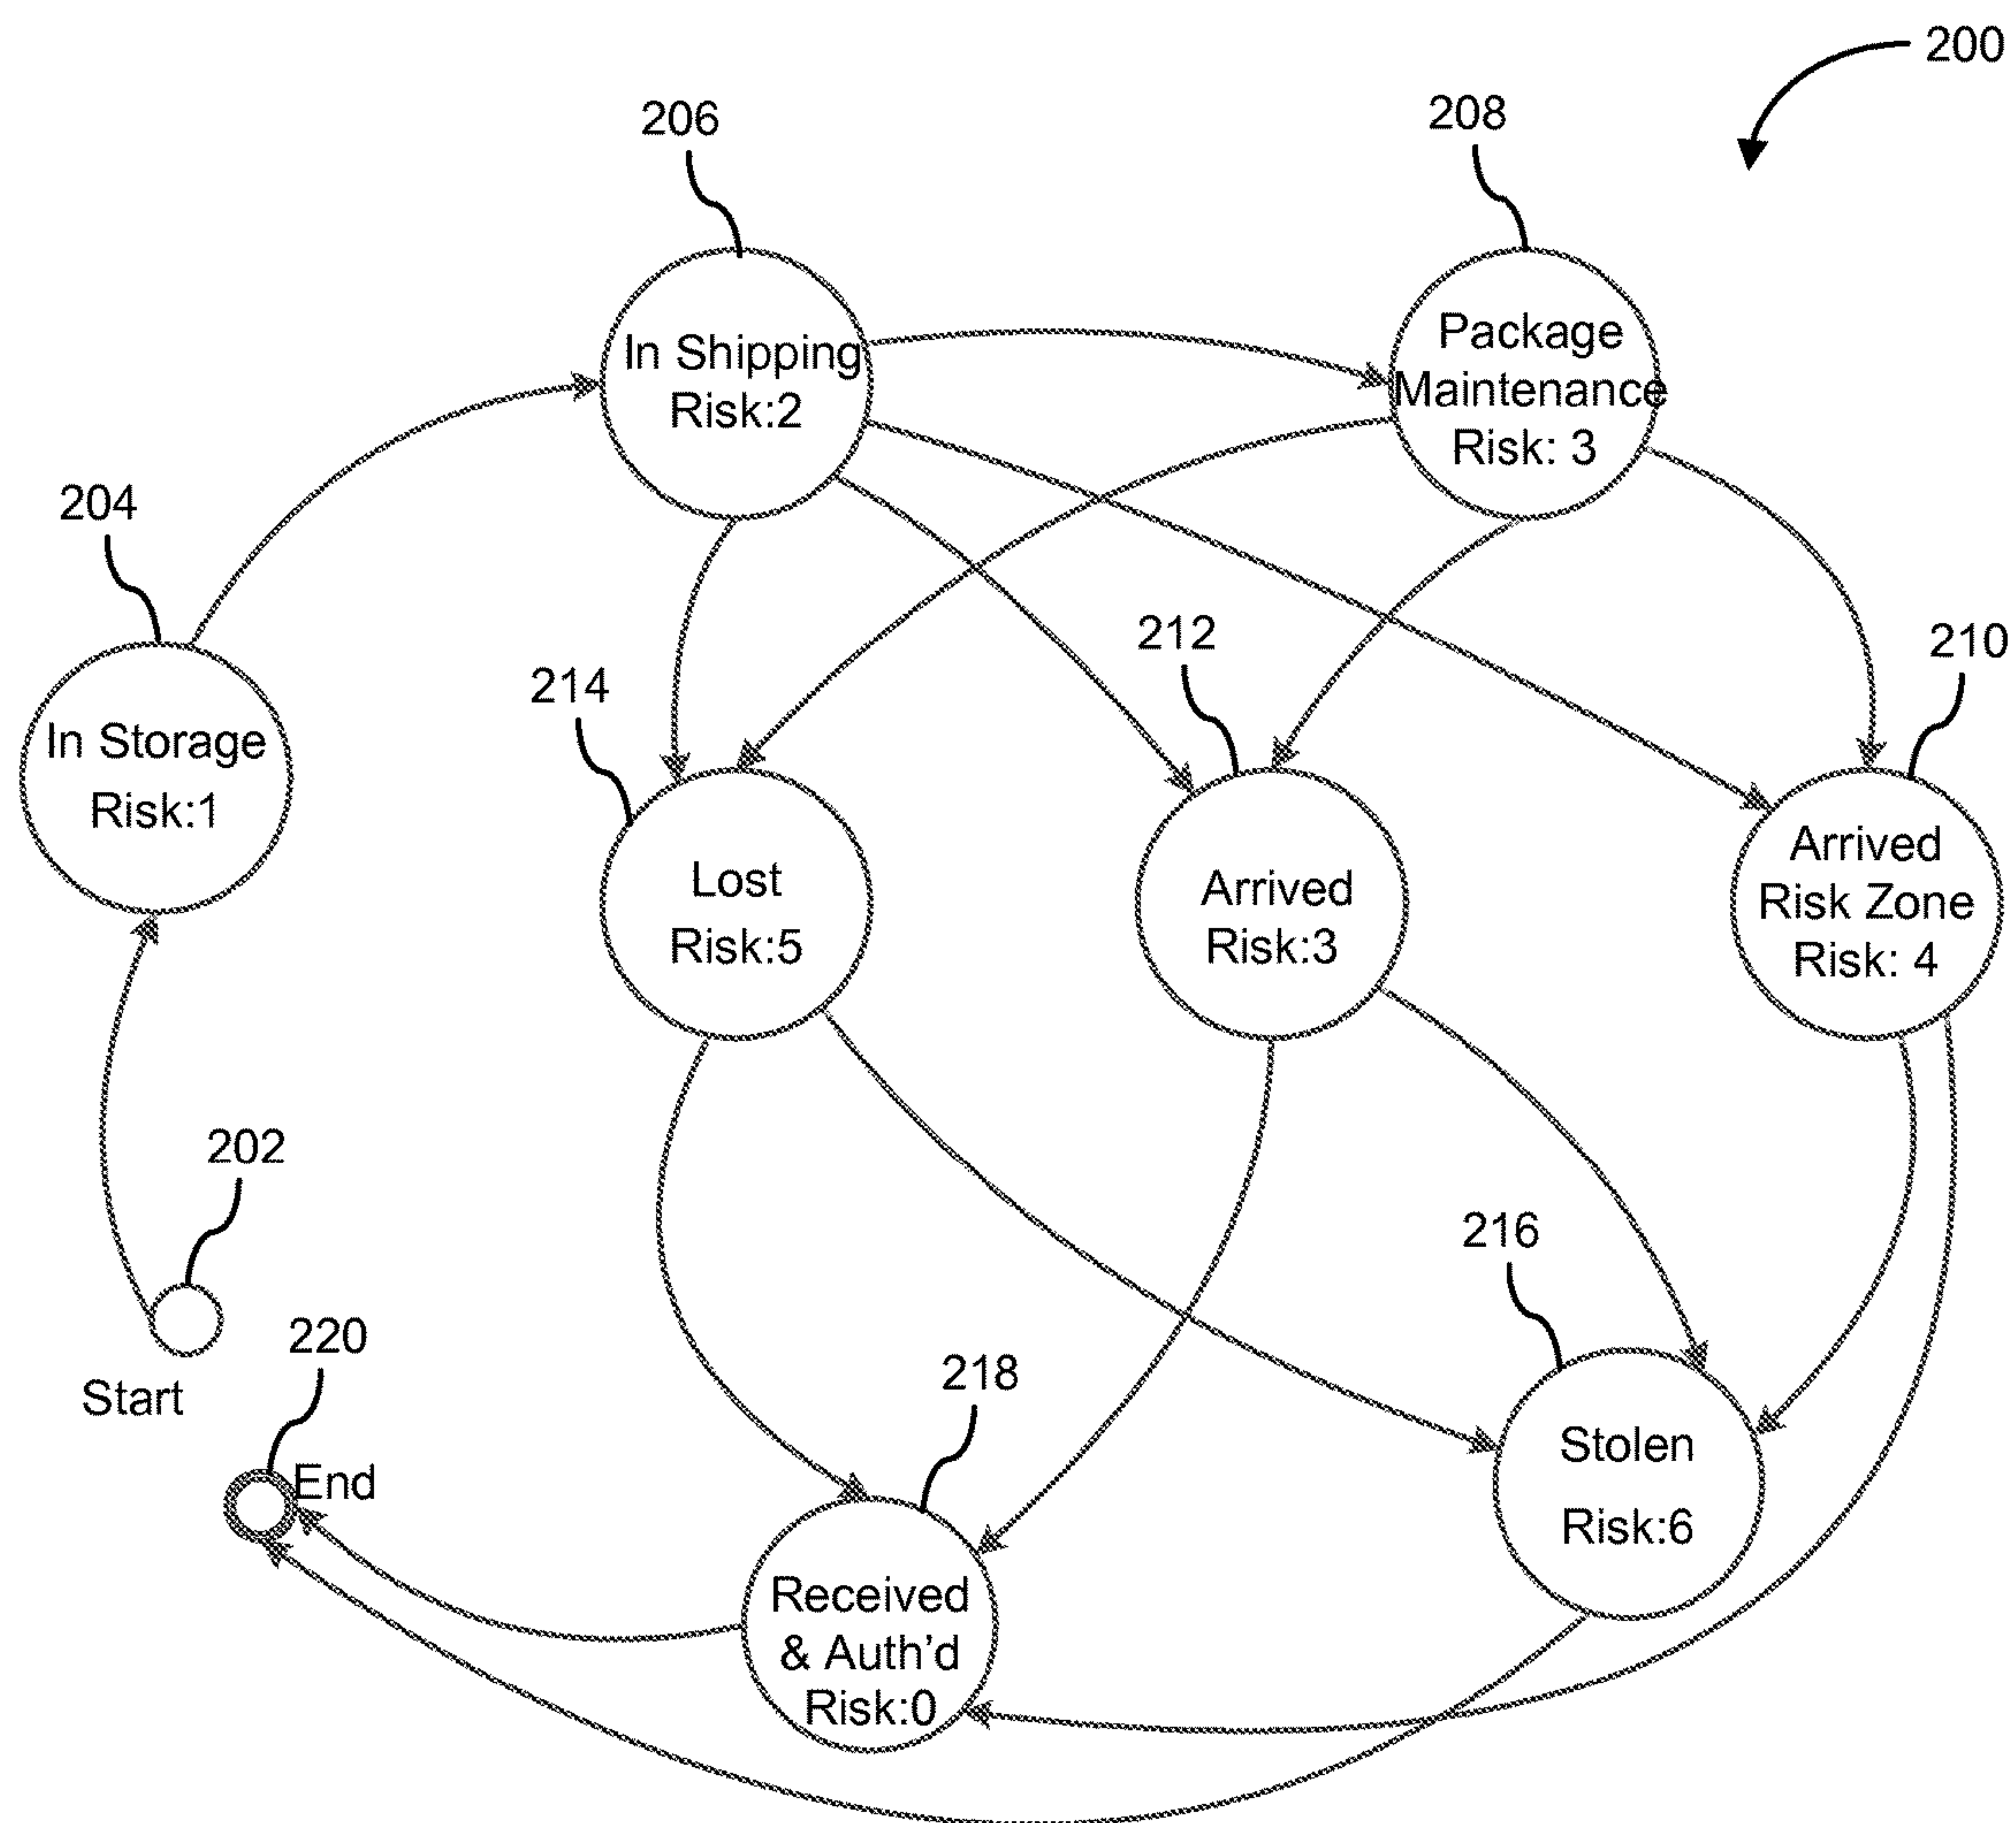 200
206
208
In Shipping
Risk:2
Package
Maintenance
Risk: 3
204
In Storage
Risk:1
214
212
210
Lost
Risk:5
Arrived
Risk:3
Arrived
Risk Zone
Risk: 4
202
Start
220
End
218
216
Stolen
Risk:6
Received
& Auth'd
Risk:0